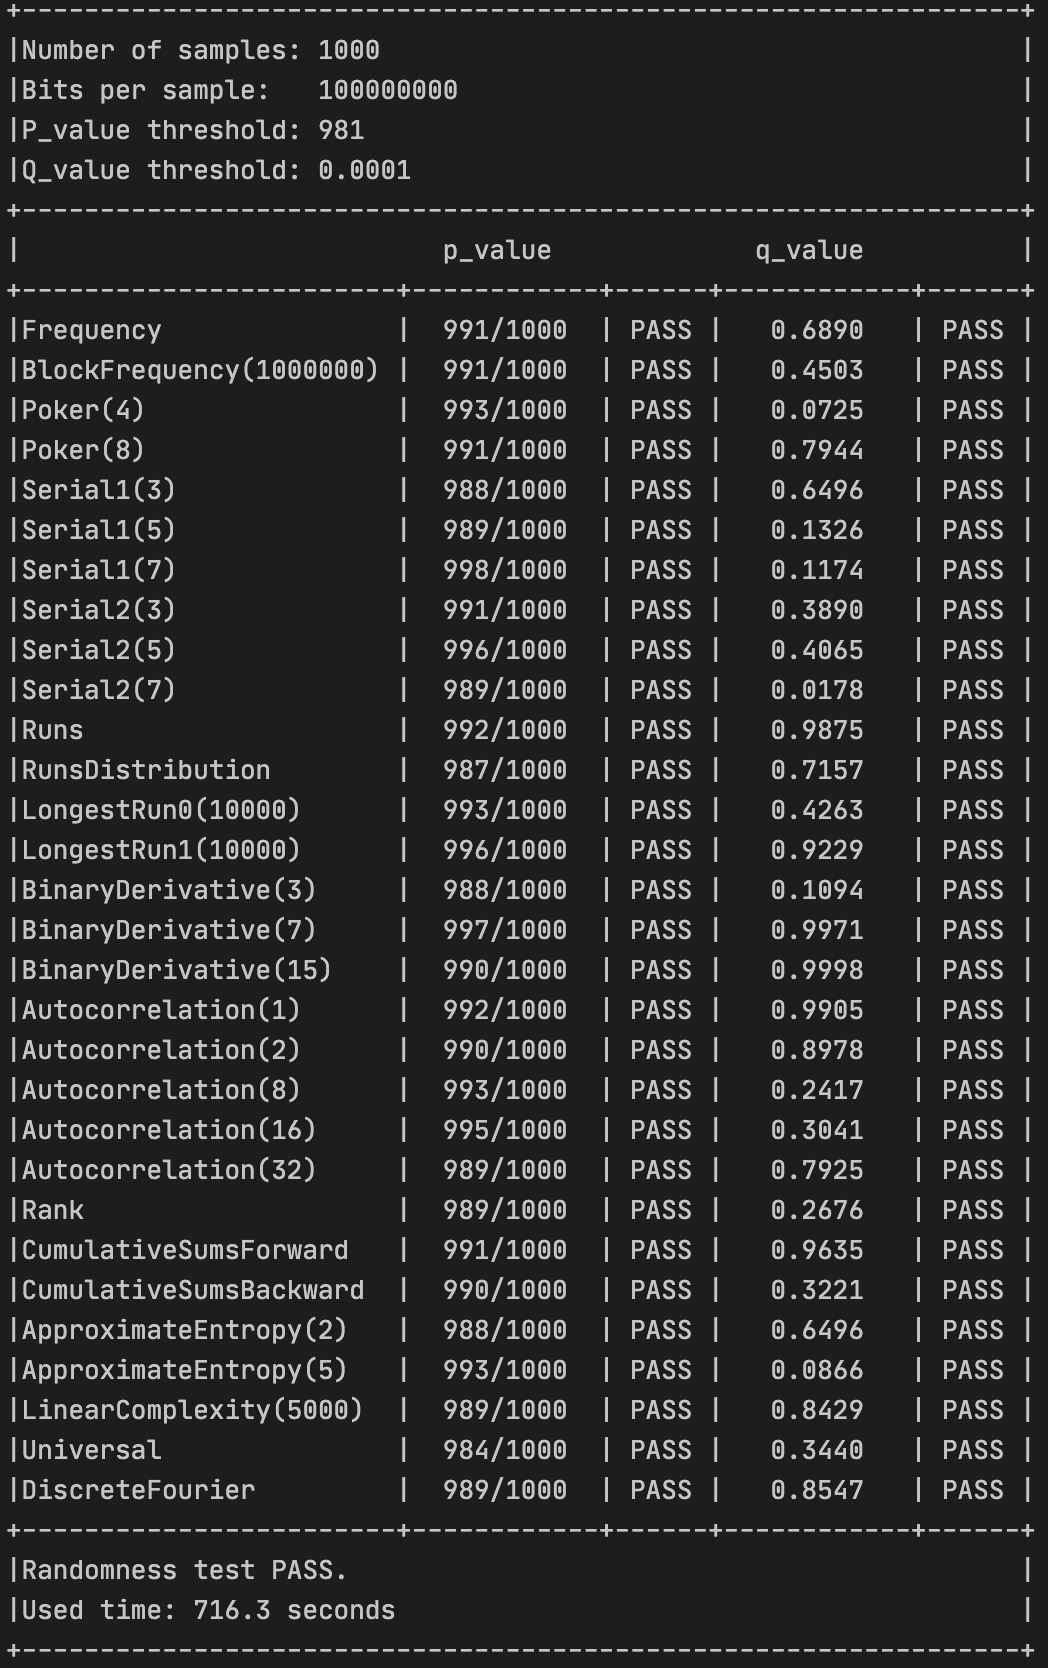 +----------------------------------------------------------------+
|Number of samples: 1000                                         |
|Bits per sample:   100000000                                    |
|P_value threshold: 981                                          |
|Q_value threshold: 0.0001                                       |
+----------------------------------------------------------------+
|                           p_value             q_value          |
+------------------------+------------+------+------------+------+
|Frequency               |  991/1000  | PASS |   0.6890   | PASS |
|BlockFrequency(1000000) |  991/1000  | PASS |   0.4503   | PASS |
|Poker(4)                |  993/1000  | PASS |   0.0725   | PASS |
|Poker(8)                |  991/1000  | PASS |   0.7944   | PASS |
|Serial1(3)              |  988/1000  | PASS |   0.6496   | PASS |
|Serial1(5)              |  989/1000  | PASS |   0.1326   | PASS |
|Serial1(7)              |  998/1000  | PASS |   0.1174   | PASS |
|Serial2(3)              |  991/1000  | PASS |   0.3890   | PASS |
|Serial2(5)              |  996/1000  | PASS |   0.4065   | PASS |
|Serial2(7)              |  989/1000  | PASS |   0.0178   | PASS |
|Runs                    |  992/1000  | PASS |   0.9875   | PASS |
|RunsDistribution        |  987/1000  | PASS |   0.7157   | PASS |
|LongestRun0(10000)      |  993/1000  | PASS |   0.4263   | PASS |
|LongestRun1(10000)      |  996/1000  | PASS |   0.9229   | PASS |
|BinaryDerivative(3)     |  988/1000  | PASS |   0.1094   | PASS |
|BinaryDerivative(7)     |  997/1000  | PASS |   0.9971   | PASS |
|BinaryDerivative(15)    |  990/1000  | PASS |   0.9998   | PASS |
|Autocorrelation(1)      |  992/1000  | PASS |   0.9905   | PASS |
|Autocorrelation(2)      |  990/1000  | PASS |   0.8978   | PASS |
|Autocorrelation(8)      |  993/1000  | PASS |   0.2417   | PASS |
|Autocorrelation(16)     |  995/1000  | PASS |   0.3041   | PASS |
|Autocorrelation(32)     |  989/1000  | PASS |   0.7925   | PASS |
|Rank                    |  989/1000  | PASS |   0.2676   | PASS |
|CumulativeSumsForward   |  991/1000  | PASS |   0.9635   | PASS |
|CumulativeSumsBackward  |  990/1000  | PASS |   0.3221   | PASS |
|ApproximateEntropy(2)   |  988/1000  | PASS |   0.6496   | PASS |
|ApproximateEntropy(5)   |  993/1000  | PASS |   0.0866   | PASS |
|LinearComplexity(5000)  |  989/1000  | PASS |   0.8429   | PASS |
|Universal               |  984/1000  | PASS |   0.3440   | PASS |
|DiscreteFourier         |  989/1000  | PASS |   0.8547   | PASS |
+------------------------+------------+------+------------+------+
|Randomness test PASS.                                           |
|Used time: 716.3 seconds                                        |
+----------------------------------------------------------------+